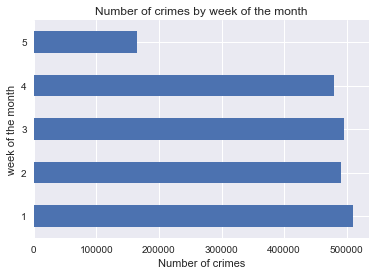 Number of crimes by week of the month
week of the month
5
4
3
2
1
0 100000 200000 300000 400000 500000
Number of crimes